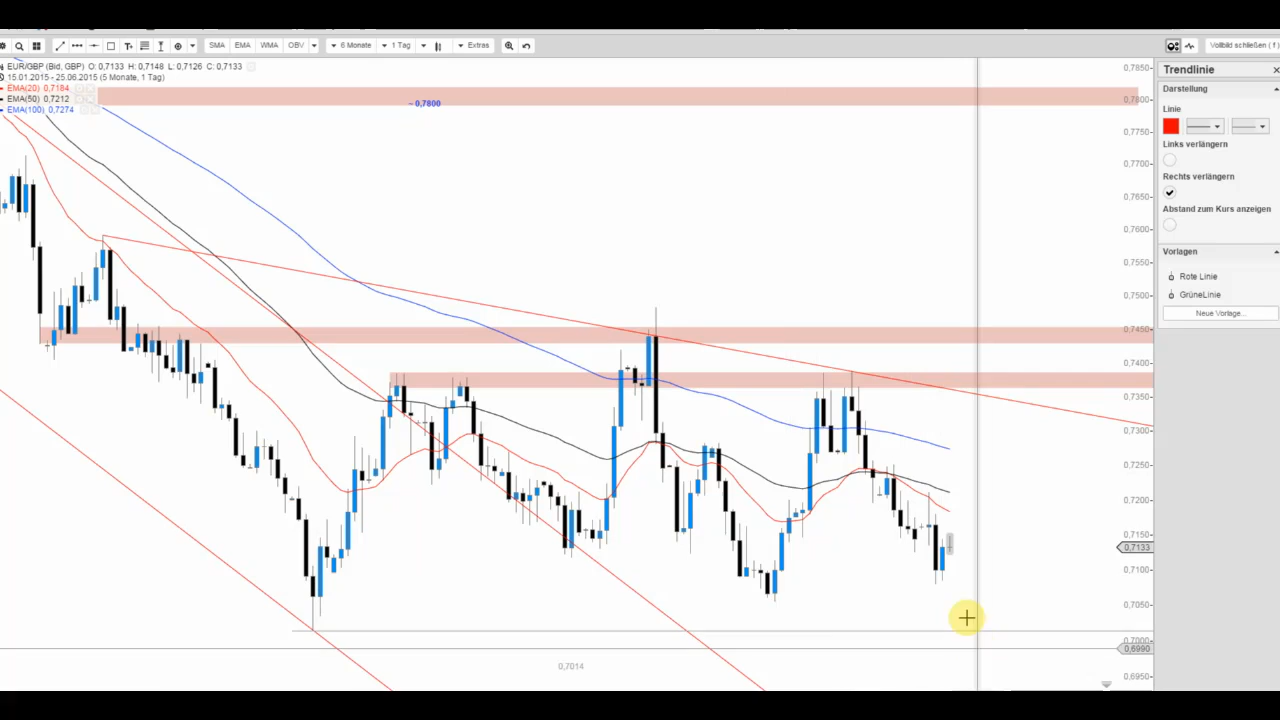 SMA EMA WMA OBV 6 Monate 1 Tag Extras Vollbild schließen ( f )
EUR/GBP (Bid, GBP) O: 0,7133 H: 0,7148 L: 0,7126 C: 0,7133
15.01.2015 - 25.06.2015 (5 Monate, 1 Tag)
EMA(20) 0,7184
EMA(50) 0,7212
EMA(100) 0,7274
~ 0,7800
0,7014
0,7850
0,7800
0,7750
0,7700
0,7650
0,7600
0,7550
0,7500
0,7450
0,7400
0,7350
0,7300
0,7250
0,7200
0,7150
0,7133
0,7100
0,7050
0,7000
0,6990
0,6950
Trendlinie
Darstellung
Linie
Links verlängern
Rechts verlängern
Abstand zum Kurs anzeigen
Vorlagen
Rote Linie
GrüneLinie
Neue Vorlage...